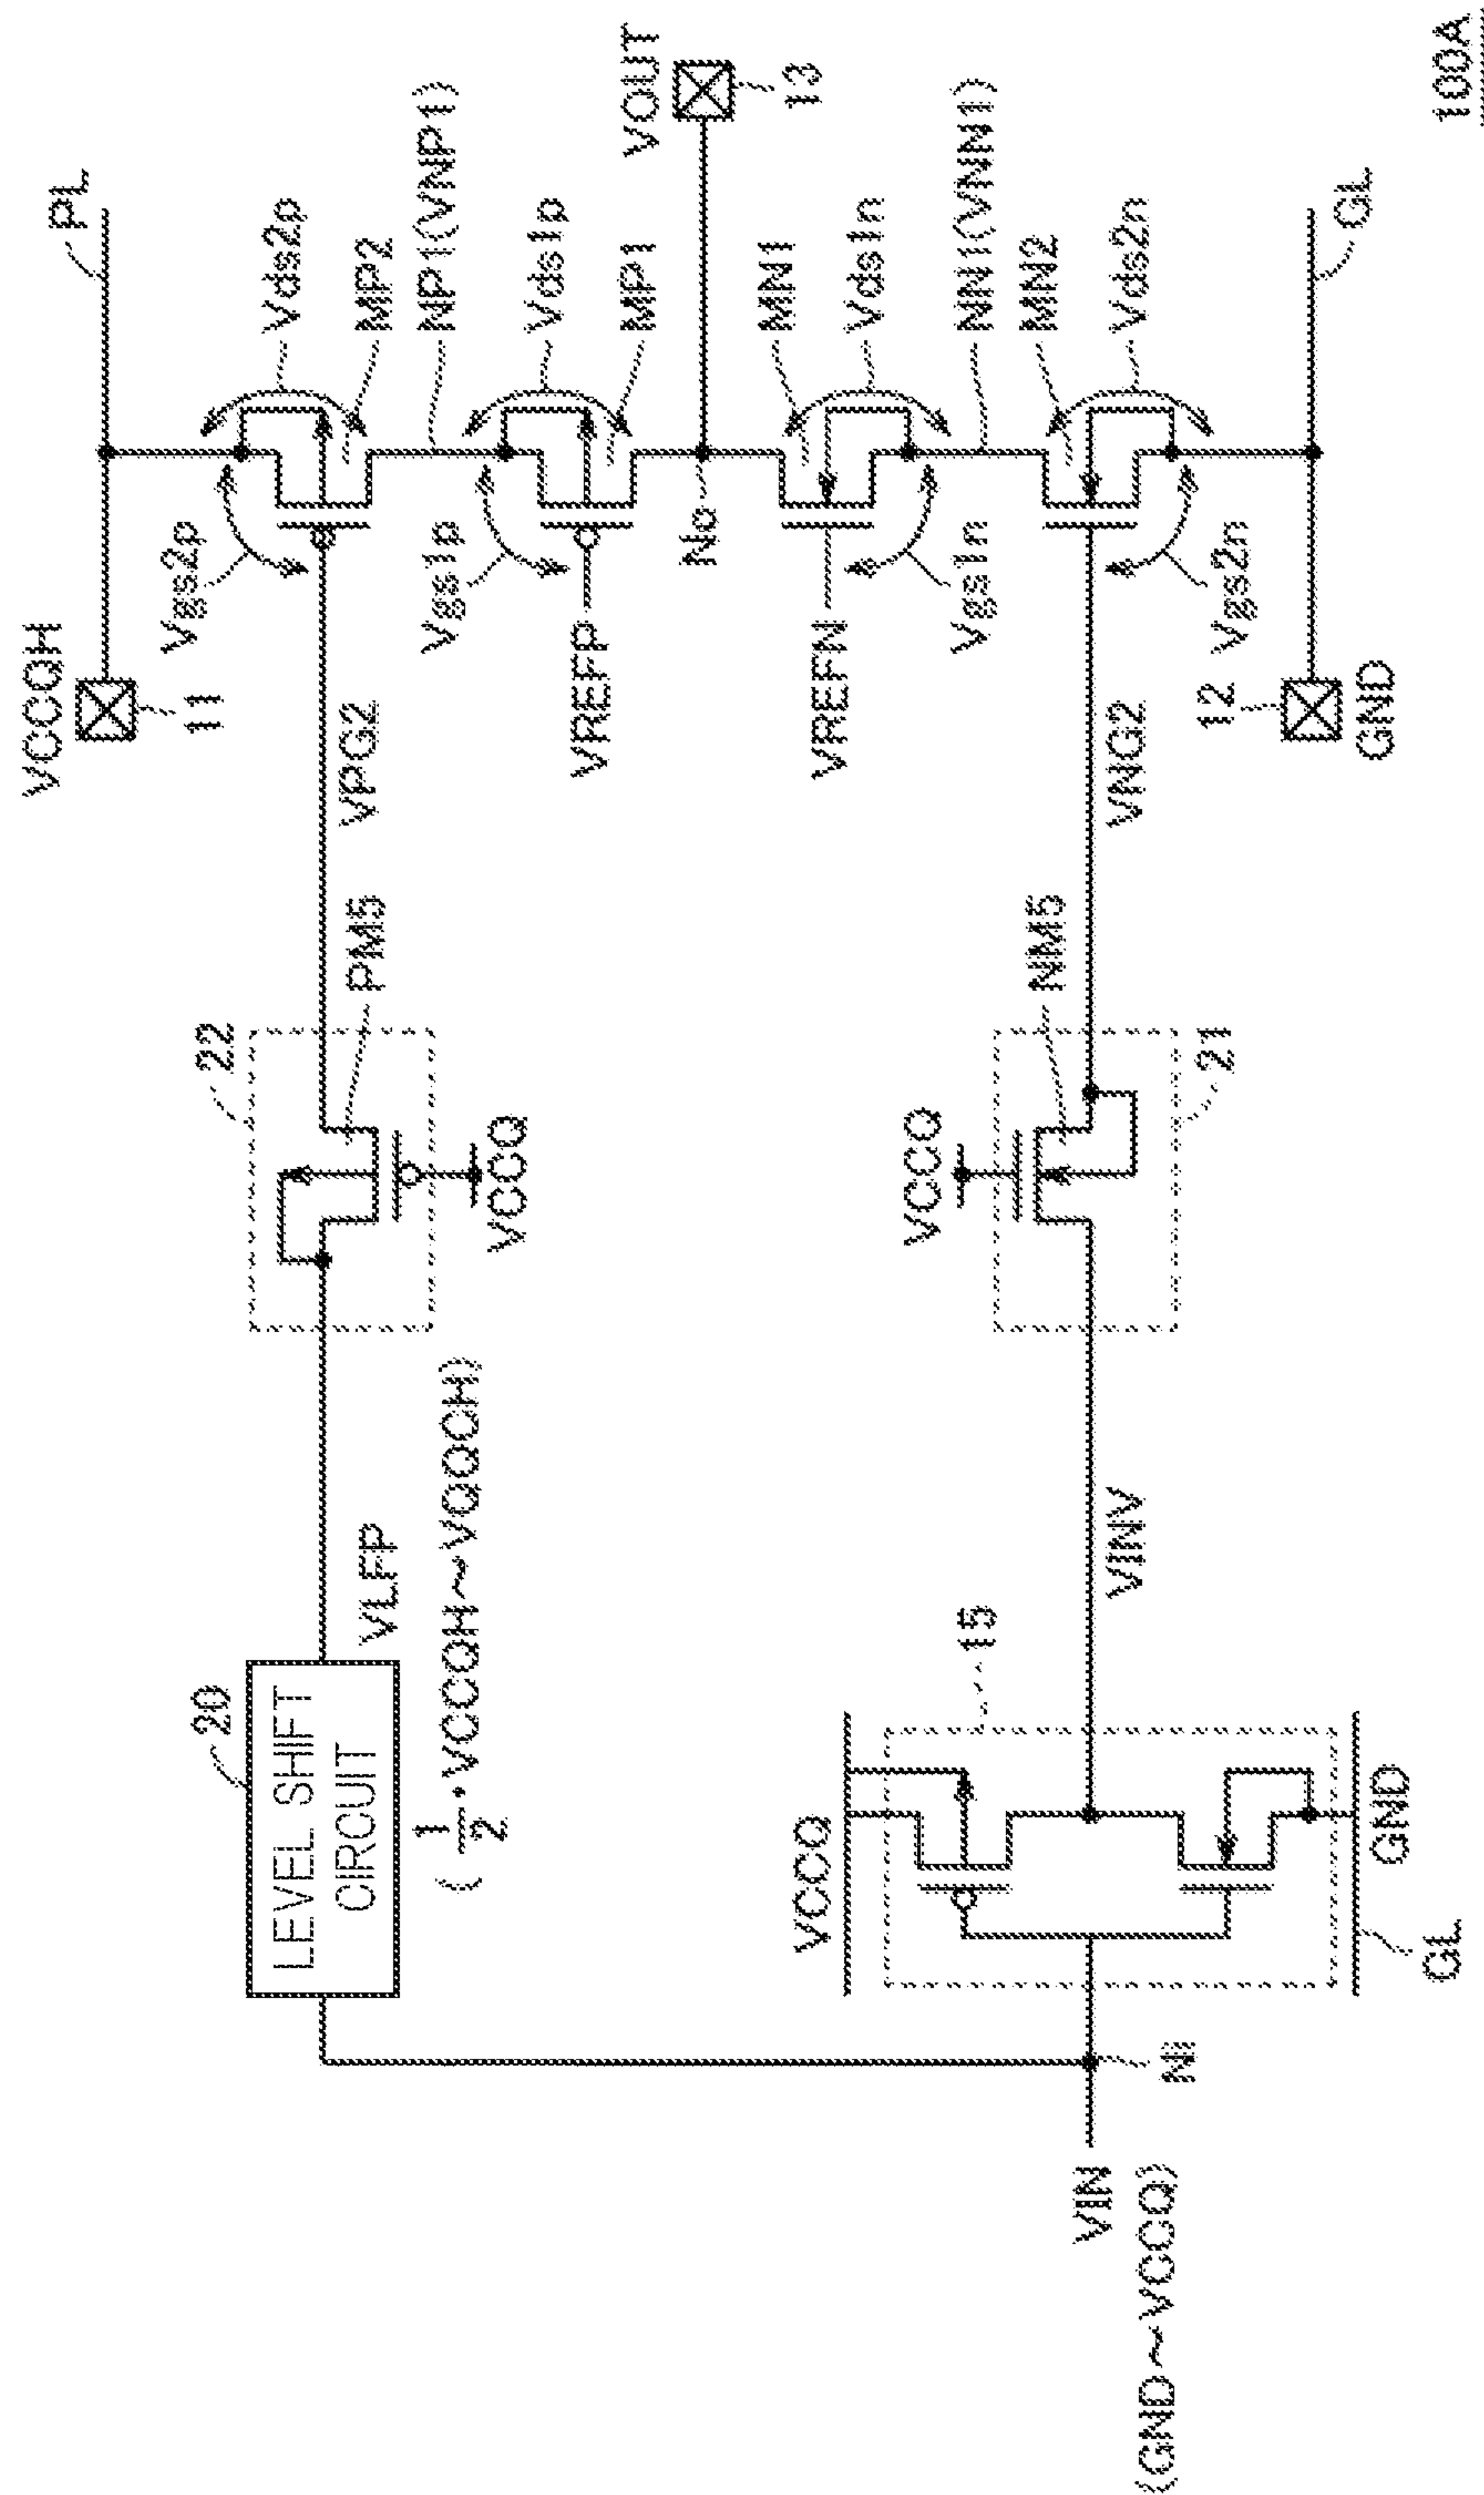 VCCQH
11
PL
Vgs2p
Vds2p
MP2
22
20
LEVEL SHIFT
CIRCUIT
VLFP
PM5
VPG2
NP1(VNP1)
(1/2・VCCQH~VQCH)
VCCQ
Vgs1p
Vds1p
VREFP
MP1
No
VOUT
13
VCCQ
15
VCCQ
VREFN
MN1
Vds1n
Vgs1n
NN1(VNN1)
NM5
MN2
VIN
(GND~VCCQ)
Ni
VINV
VNG2
Vds2n
21
12
Vgs2n
GND
GL
GND
GL
100A